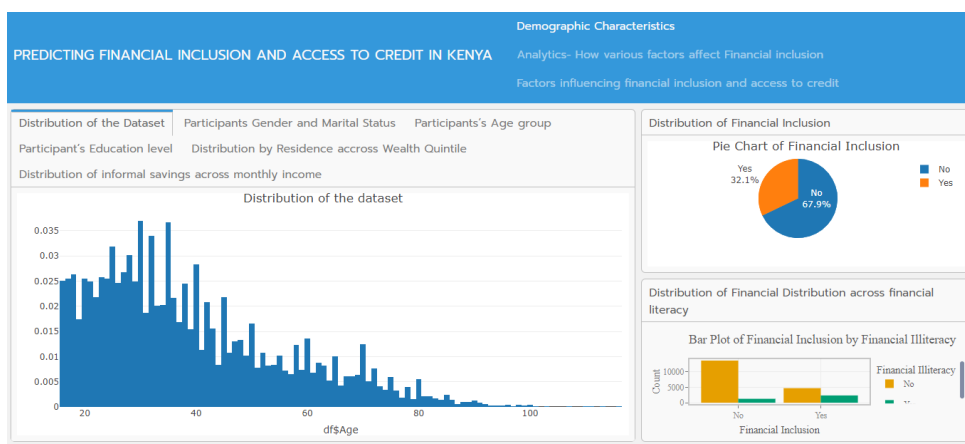 PREDICTING FINANCIAL INCLUSION AND ACCESS TO CREDIT IN KENYA
Demographic Characteristics
Analytics- How various factors affect Financial inclusion
Factors influencing financial inclusion and access to credit
Distribution of the Dataset
Participants Gender and Marital Status
Participants's Age group
Participant's Education level
Distribution by Residence accross Wealth Quintile
Distribution of informal savings across monthly income
Distribution of the dataset
0.035
0.03
0.025
0.02
0.015
0.01
0.005
0
20
40
60
80
100
df$Age
Distribution of Financial Inclusion
Pie Chart of Financial Inclusion
Yes
32.1%
No
67.9%
No
Yes
Distribution of Financial Distribution across financial
literacy
Bar Plot of Financial Inclusion by Financial Illiteracy
Count
10000
5000
0
No
Yes
Financial Inclusion
Financial Illiteracy
No